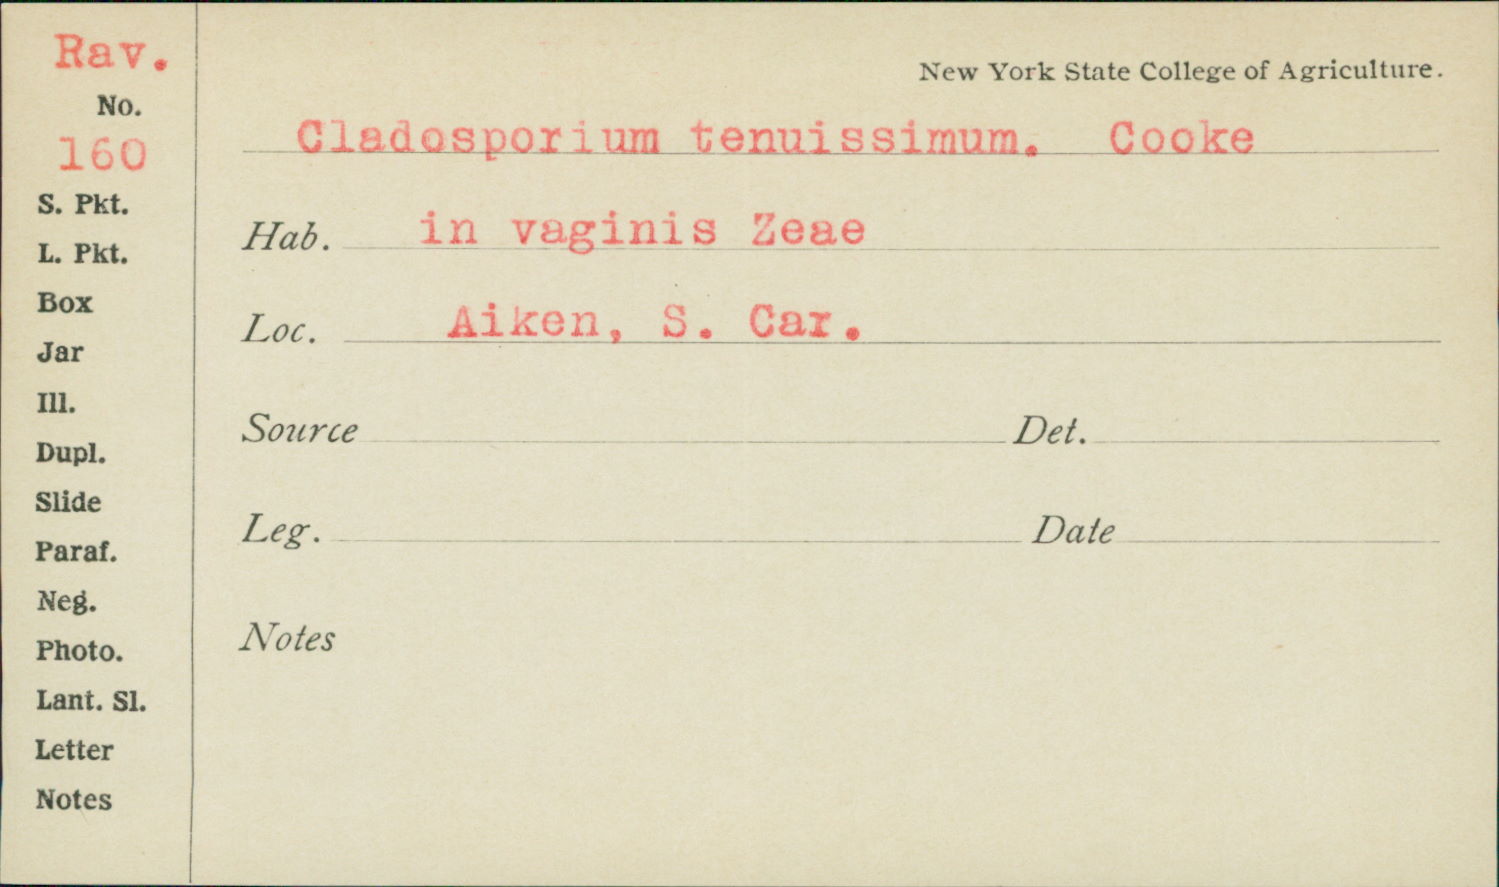 Rav.
No.
160
S. Pkt.
L. Pkt.
Box
Jar
Ill.
Dupl.
Slide
Paraf.
Neg.
Photo.
Lant. Sl.
Letter
Notes
New York State College of Agriculture.
Cladosporium tenuissimum. Cooke
Hab. in vaginis Zeae
Loc. Aiken, S. Car.
Source Det.
Leg. Date
Notes